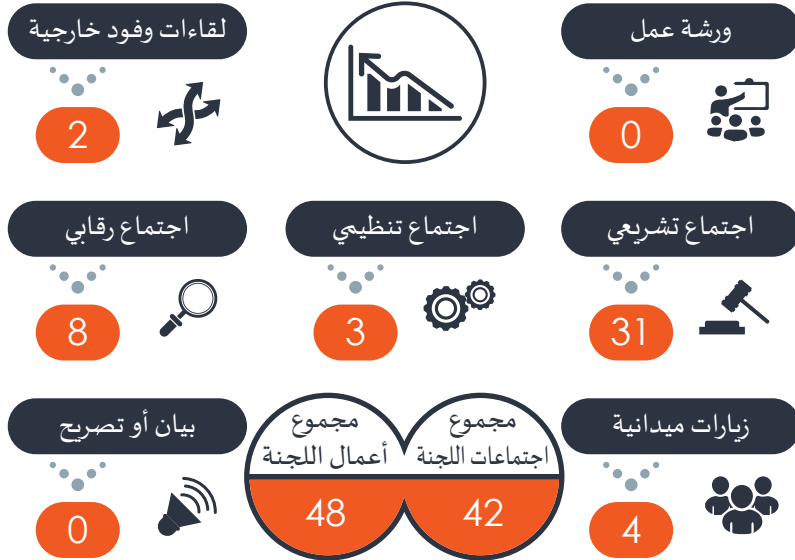 ورشة عمل
0
لقاءات وفود خارجية
2
اجتماع تشريعي
31
اجتماع تنظيمي
3
اجتماع رقابي
8
زيارات ميدانية
4
مجموع
اجتماعات اللجنة
42
مجموع
أعمال اللجنة
48
بيان أو تصريح
0